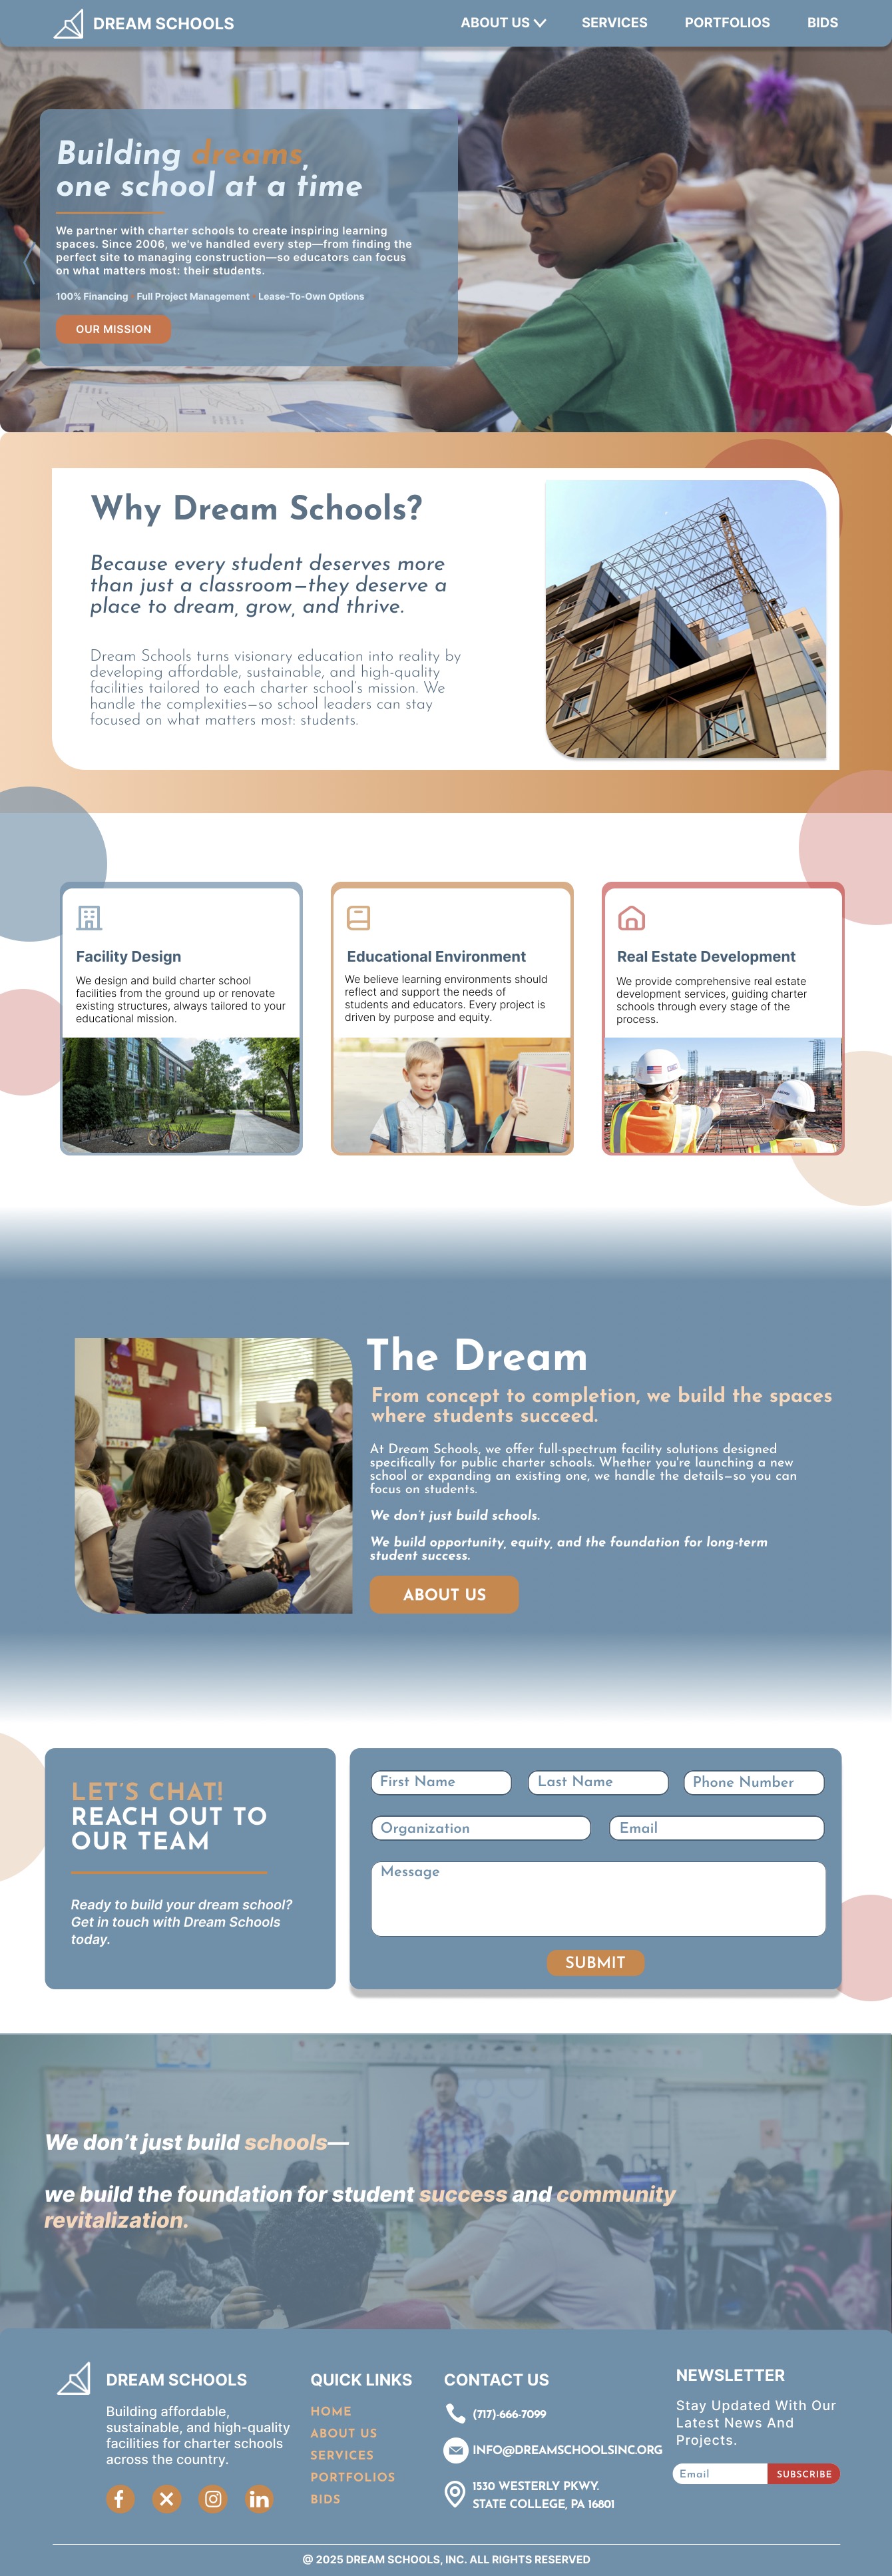 DREAM SCHOOLS
ABOUT US
SERVICES
PORTFOLIOS
BIDS
Building dreams,
one school at a time
We partner with charter schools to create inspiring learning
spaces. Since 2006, we've handled every step—from finding the
perfect site to managing construction—so educators can focus
on what matters most: their students.
100% Financing Full Project Management Lease-To-Own Options
OUR MISSION
Why Dream Schools?
Because every student deserves more
than just a classroom—they deserve a
place to dream, grow, and thrive.
Dream Schools turns visionary education into reality by
developing affordable, sustainable, and high-quality
facilities tailored to each charter school's mission. We
handle the complexities—so school leaders can stay
focused on what matters most: students.
Facility Design
We design and build charter school
facilities from the ground up or renovate
existing structures, always tailored to your
educational mission.
Educational Environment
We believe learning environments should
reflect and support the needs of
students and educators. Every project is
driven by purpose and equity.
Real Estate Development
We provide comprehensive real estate
development services, guiding charter
schools through every stage of the
process.
The Dream
From concept to completion, we build the spaces
where students succeed.
At Dream Schools, we offer full-spectrum facility solutions designed
specifically for public charter schools. Whether you're launching a new
school or expanding an existing one, we handle the details—so you can
focus on students.
We don't just build schools.
We build opportunity, equity, and the foundation for long-term
student success.
ABOUT US
LET'S CHAT!
REACH OUT TO
OUR TEAM
Ready to build your dream school?
Get in touch with Dream Schools
today.
First Name
Last Name
Phone Number
Organization
Email
Message
SUBMIT
We don't just build schools—
we build the foundation for student success and community
revitalization.
DREAM SCHOOLS
Building affordable,
sustainable, and high-quality
facilities for charter schools
across the country.
QUICK LINKS
HOME
ABOUT US
SERVICES
PORTFOLIOS
BIDS
CONTACT US
(717)-666-7099
INFO@DREAMSCHOOLSINC.ORG
1530 WESTERLY PKWY.
STATE COLLEGE, PA 16801
NEWSLETTER
Stay Updated With Our
Latest News And
Projects.
Email
SUBSCRIBE
@ 2025 DREAM SCHOOLS, INC. ALL RIGHTS RESERVED